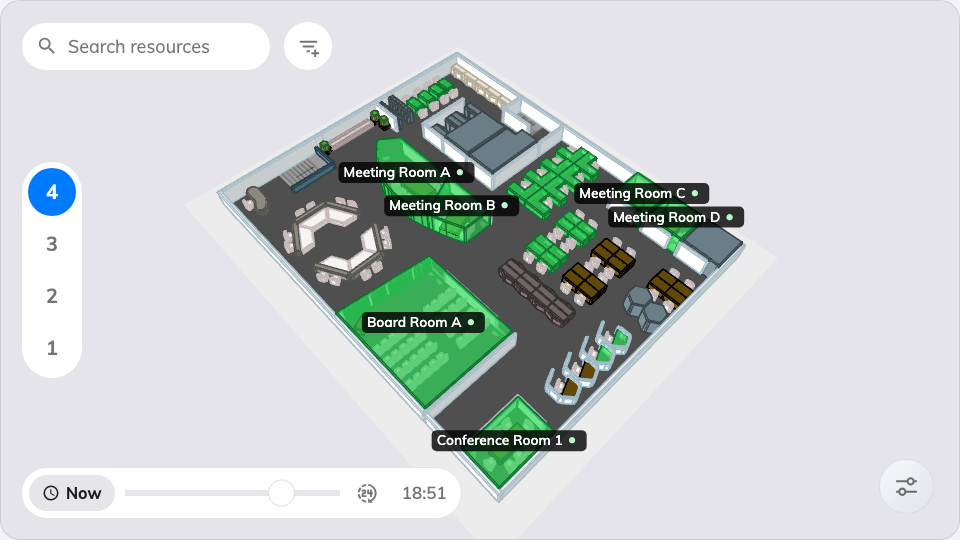 Search resources
Meeting Room A
Meeting Room B
Meeting Room C
Meeting Room D
4
3
2
1
Board Room A
Conference Room 1
Now
24
18:51